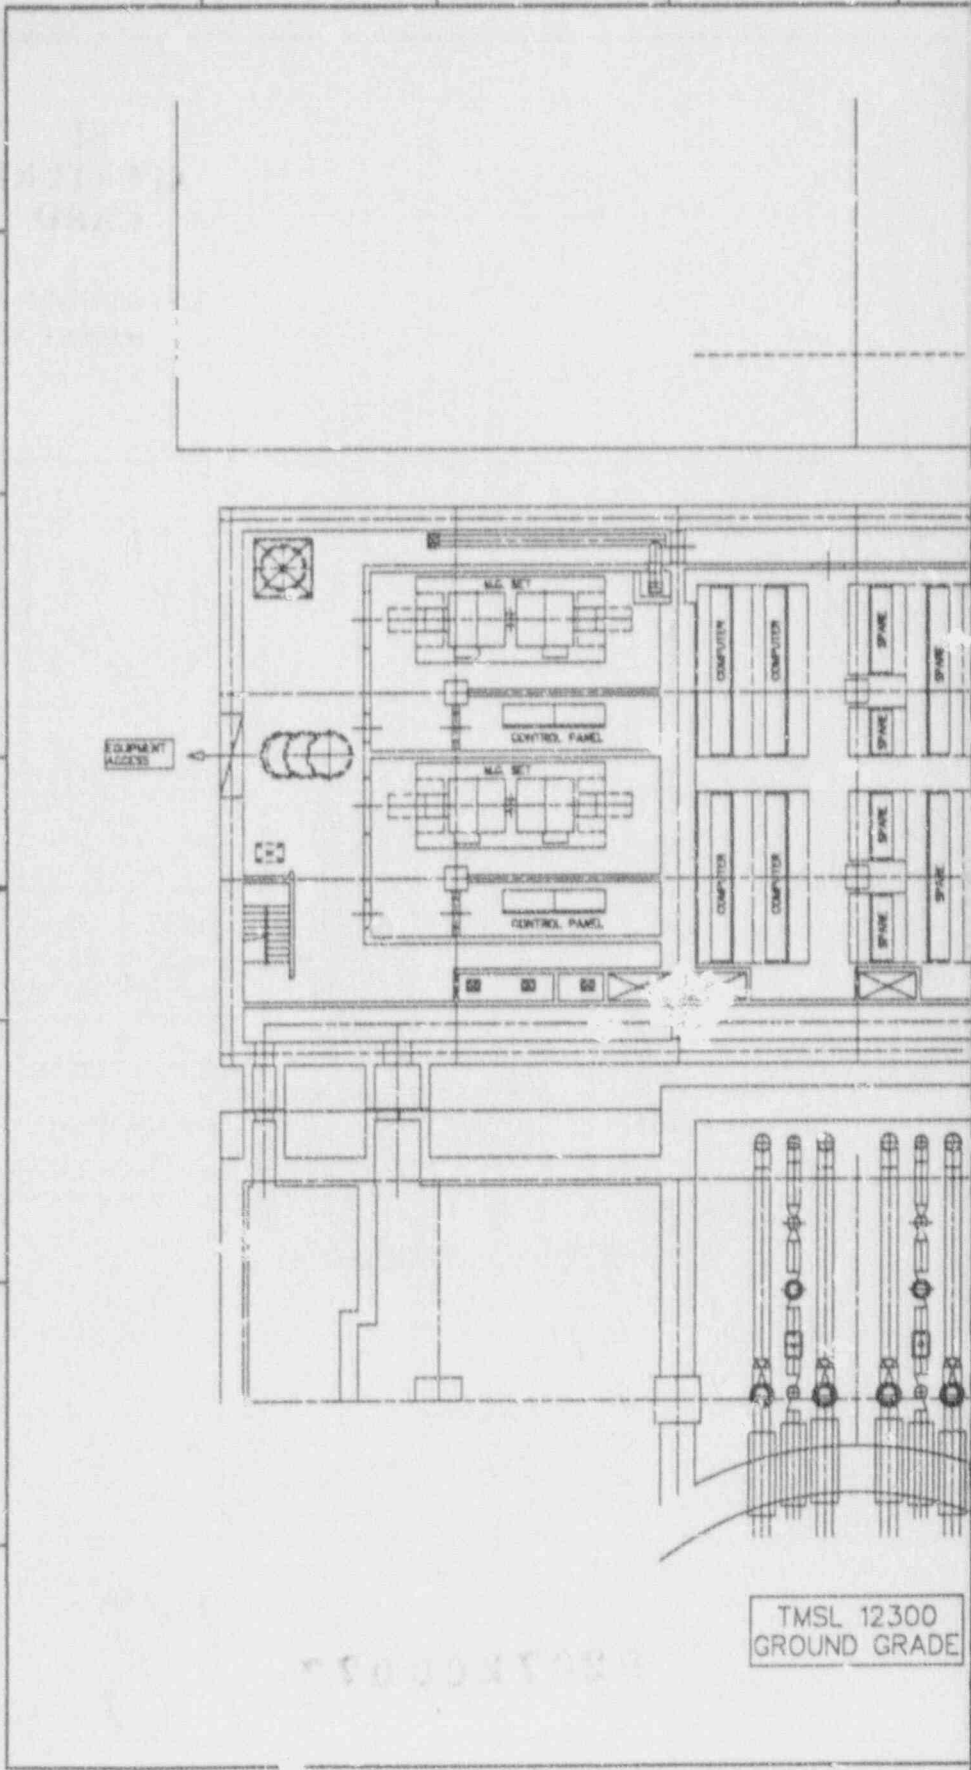 M.G. SET
COMPUTER
COMPUTER
SPARE
SPARE
SPARE
CONTROL PANEL
EQUIPMENT
ACCESS
M.G. SET
COMPUTER
COMPUTER
SPARE
SPARE
SPARE
CONTROL PANEL
TMSL 12300
GROUND GRADE